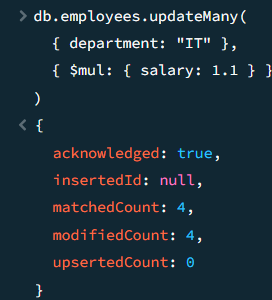 > db.employees.updateMany(
{ department: "IT" },
{ $mul: { salary: 1.1 } }
)
< {
acknowledged: true,
insertedId: null,
matchedCount: 4,
modifiedCount: 4,
upsertedCount: 0
}